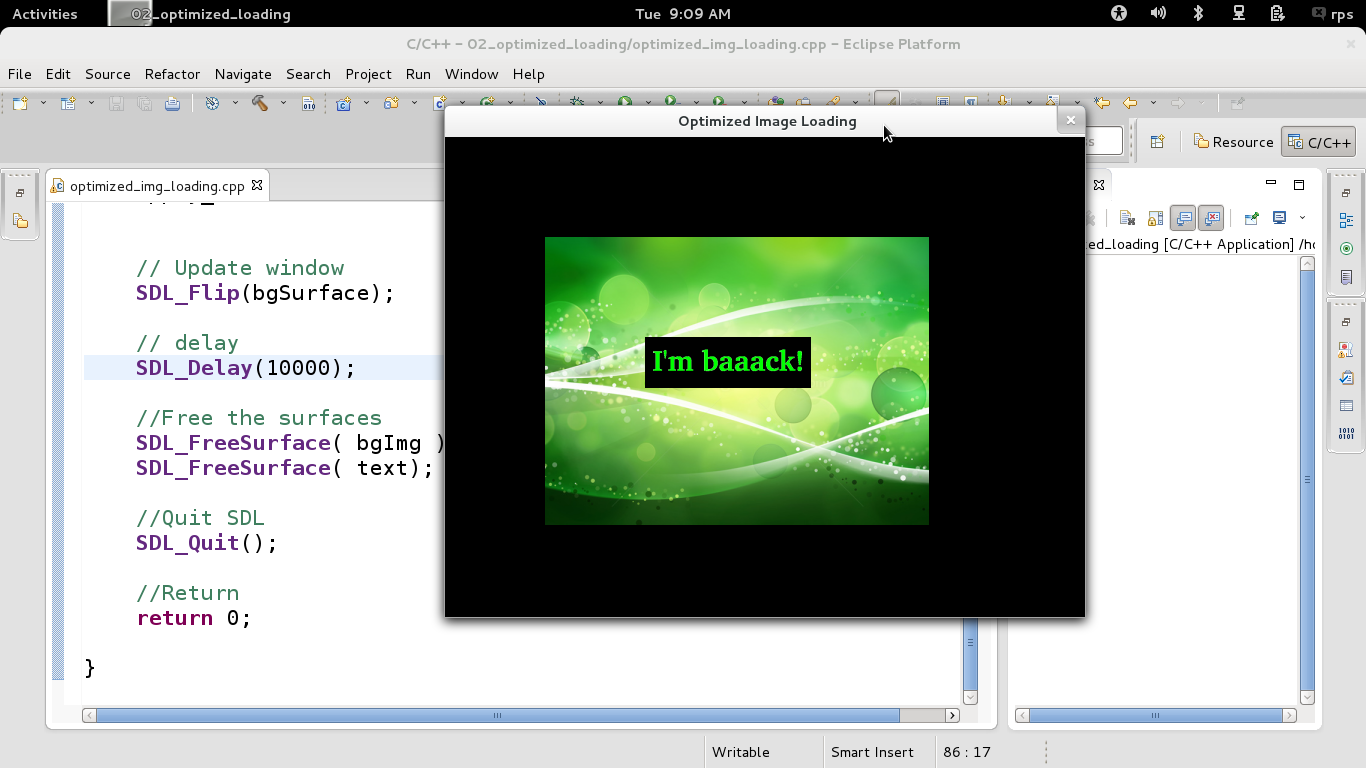 Activities
02_optimized_loading
Tue 9:09 AM
rps
C/C++ - 02_optimized_loading/optimized_img_loading.cpp - Eclipse Platform
File Edit Source Refactor Navigate Search Project Run Window Help
Optimized Image Loading
Resource
C/C++
optimized_img_loading.cpp
ed_loading [C/C++ Application] /ho
// Update window
SDL_Flip(bgSurface);
// delay
SDL_Delay(10000);
//Free the surfaces
SDL_FreeSurface( bgImg )
SDL_FreeSurface( text);
//Quit SDL
SDL_Quit();
//Return
return 0;
}
I'm baaack!
Writable
Smart Insert
86 : 17